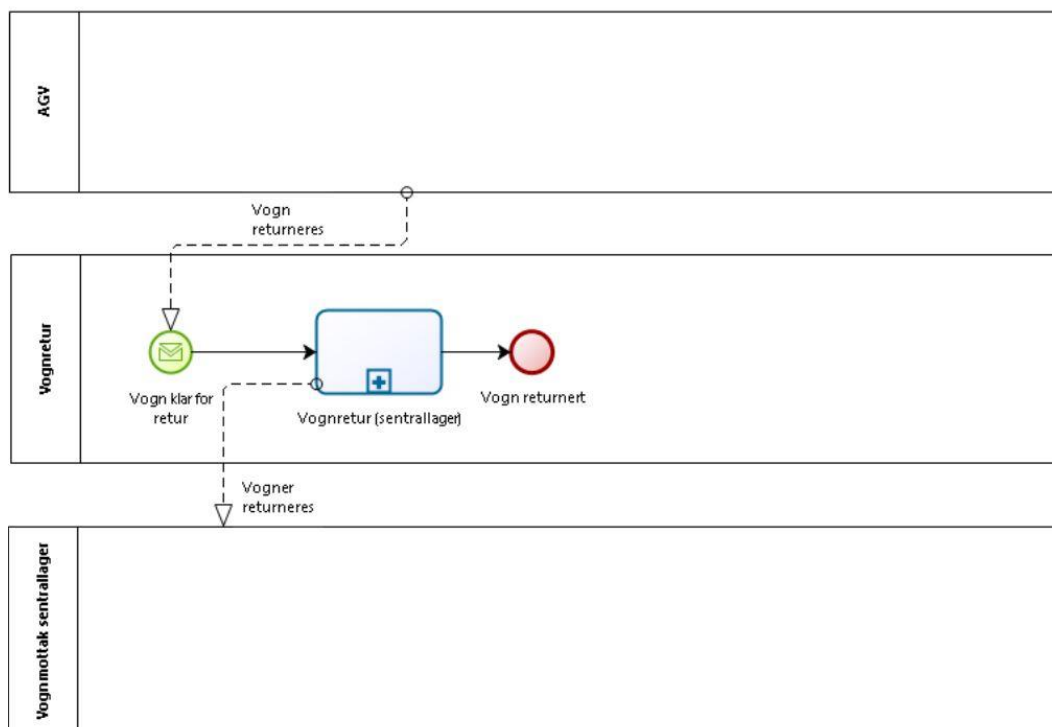 AGV
Vogn
returneres
Vognretur
Vogn klar for
retur
Vognretur (sentrallager)
Vogn returnert
Vogner
returneres
Vognmottak sentrallager